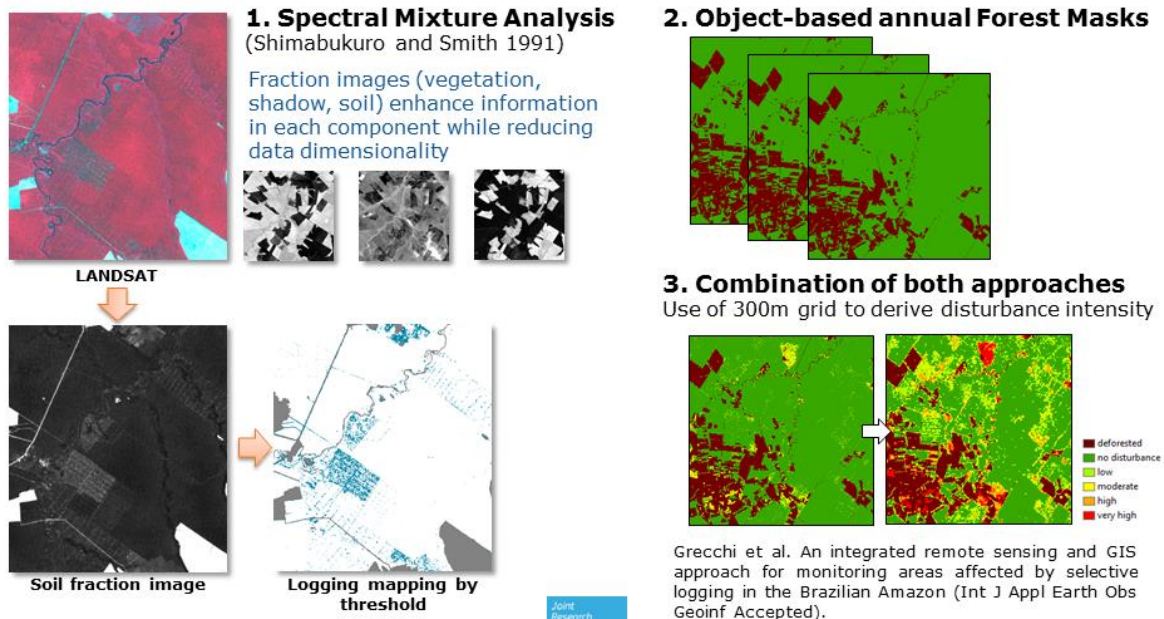 1. Spectral Mixture Analysis
(Shimabukuro and Smith 1991)
Fraction images (vegetation,
shadow, soil) enhance information
in each component while reducing
data dimensionality
LANDSAT
Soil fraction image
Logging mapping by
threshold
Joint
Research
2. Object-based annual Forest Masks
3. Combination of both approaches
Use of 300m grid to derive disturbance intensity
deforested
no disturbance
low
moderate
high
very high
Grecchi et al. An integrated remote sensing and GIS
approach for monitoring areas affected by selective
logging in the Brazilian Amazon (Int J Appl Earth Obs
Geoinf Accepted).